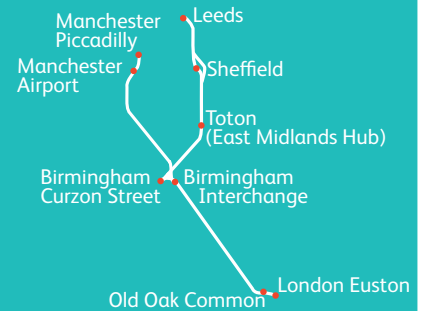 Leeds
Manchester
Piccadilly
Manchester
Airport
Sheffield
Toton
(East Midlands Hub)
Birmingham
Curzon Street
Birmingham
Interchange
London Euston
Old Oak Common